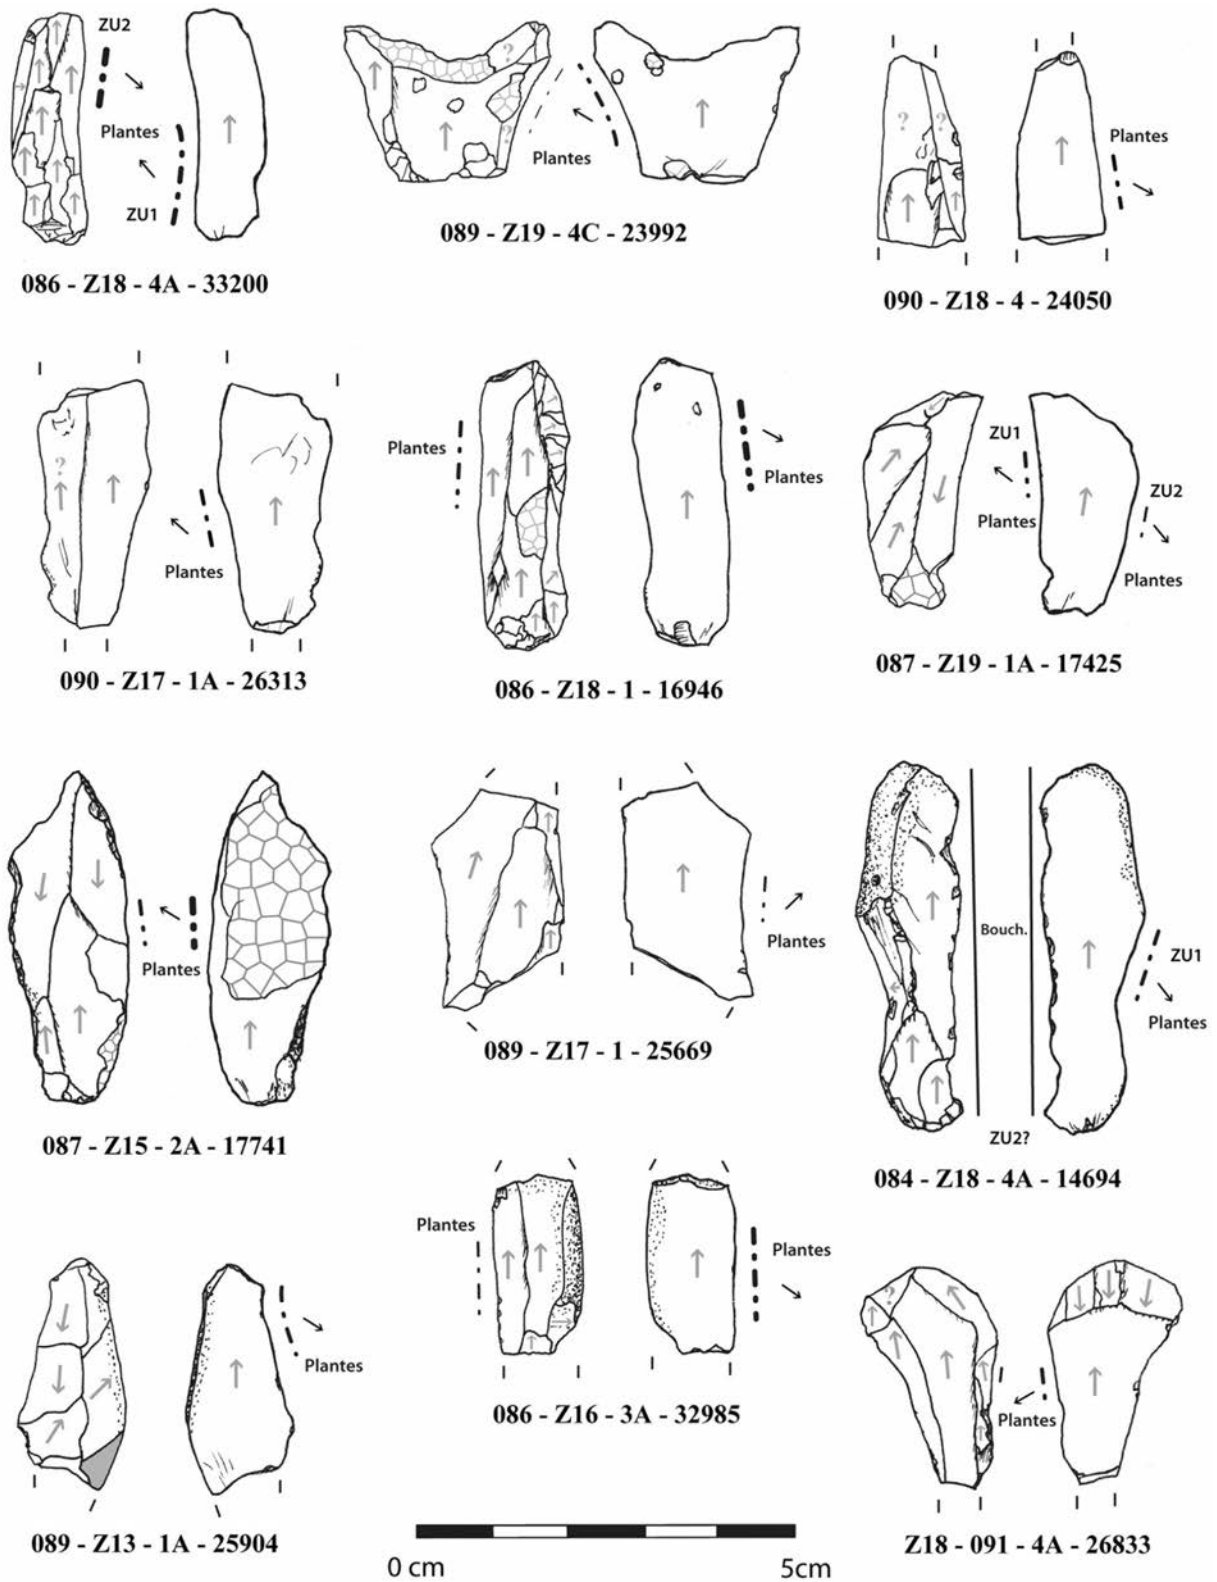 ZU2
Plantes
ZU1
086 - Z18 - 4A - 33200
?
?
Plantes
089 - Z19 - 4C - 23992
?
?
Plantes
090 - Z18 - 4 - 24050
?
Plantes
090 - Z17 - 1A - 26313
Plantes
Plantes
086 - Z18 - 1 - 16946
ZU1
Plantes
ZU2
Plantes
087 - Z19 - 1A - 17425
Plantes
087 - Z15 - 2A - 17741
Plantes
089 - Z17 - 1 - 25669
Bouch.
ZU1
Plantes
ZU2?
084 - Z18 - 4A - 14694
Plantes
089 - Z13 - 1A - 25904
Plantes
Plantes
086 - Z16 - 3A - 32985
?
Plantes
Z18 - 091 - 4A - 26833
0 cm
5cm